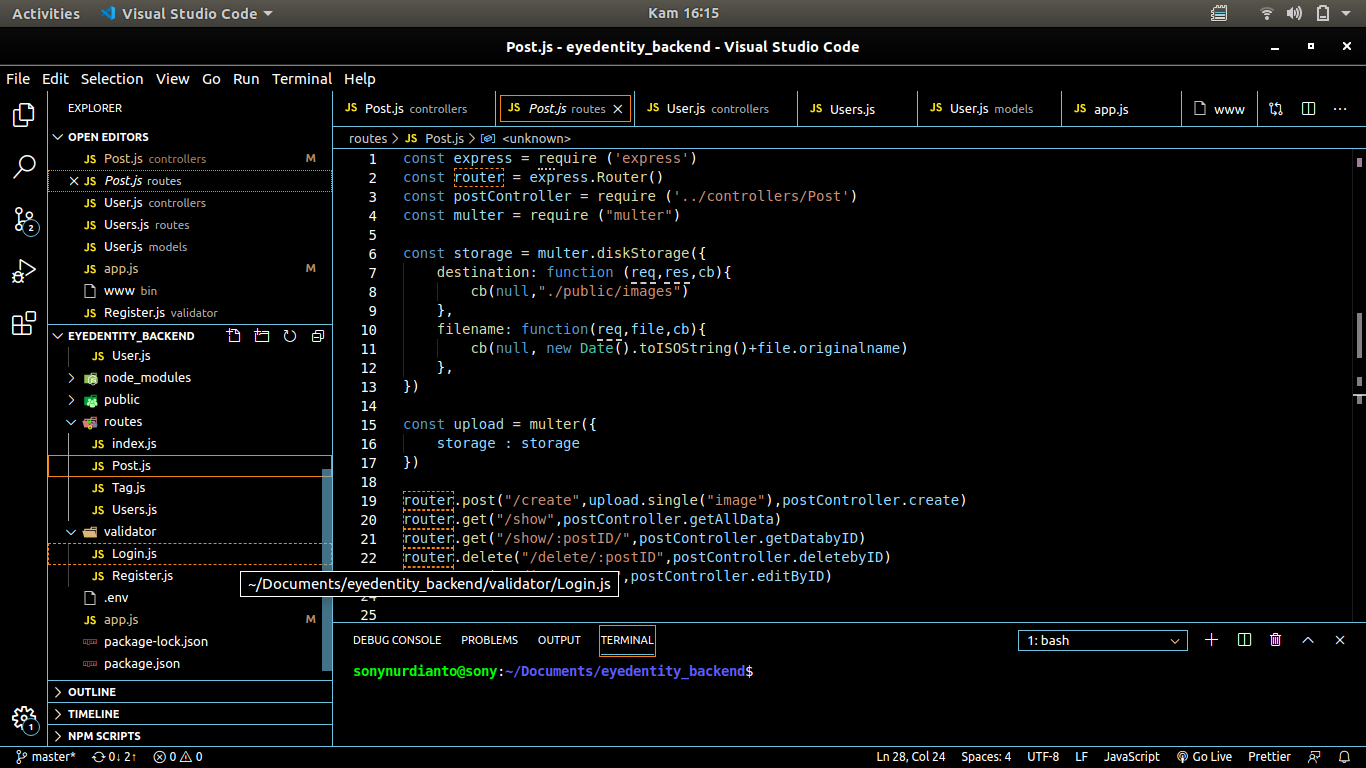 Activities Visual Studio Code Kam 16:15
Post.js - eyedentity_backend - Visual Studio Code
File Edit Selection View Go Run Terminal Help
EXPLORER
OPEN EDITORS
JS Post.js controllers M
JS Post.js routes
JS User.js controllers
JS Users.js routes
JS User.js models
JS app.js M
www bin
JS Register.js validator
EYEDENTITY_BACKEND
JS User.js
node_modules
public
routes
JS index.js
JS Post.js
JS Tag.js
JS Users.js
validator
JS Login.js
JS Register.js
.env
JS app.js M
package-lock.json
package.json
OUTLINE
TIMELINE
NPM SCRIPTS
2
1
JS Post.js controllers JS Post.js routes JS User.js controllers JS Users.js JS User.js models JS app.js www
routes > JS Post.js > <unknown>
1 const express = require ('express')
2 const router = express.Router()
3 const postController = require ('../controllers/Post')
4 const multer = require ("multer")
5
6 const storage = multer.diskStorage({
7 destination: function (req,res,cb){
8 cb(null,"./public/images")
9 },
10 filename: function(req,file,cb){
11 cb(null, new Date().toISOString()+file.originalname)
12 },
13 })
14
15 const upload = multer({
16 storage : storage
17 })
18
19 router.post("/create",upload.single("image"),postController.create)
20 router.get("/show",postController.getAllData)
21 router.get("/show/:postID/",postController.getDatabyID)
22 router.delete("/delete/:postID",postController.deletebyID)
,postController.editByID)
~/Documents/eyedentity_backend/validator/Login.js
25
DEBUG CONSOLE PROBLEMS OUTPUT TERMINAL 1: bash
sonynurdianto@sony:~/Documents/eyedentity_backend$
master* 0↓ 2↑ 0 0 Ln 28, Col 24 Spaces: 4 UTF-8 LF JavaScript Go Live Prettier